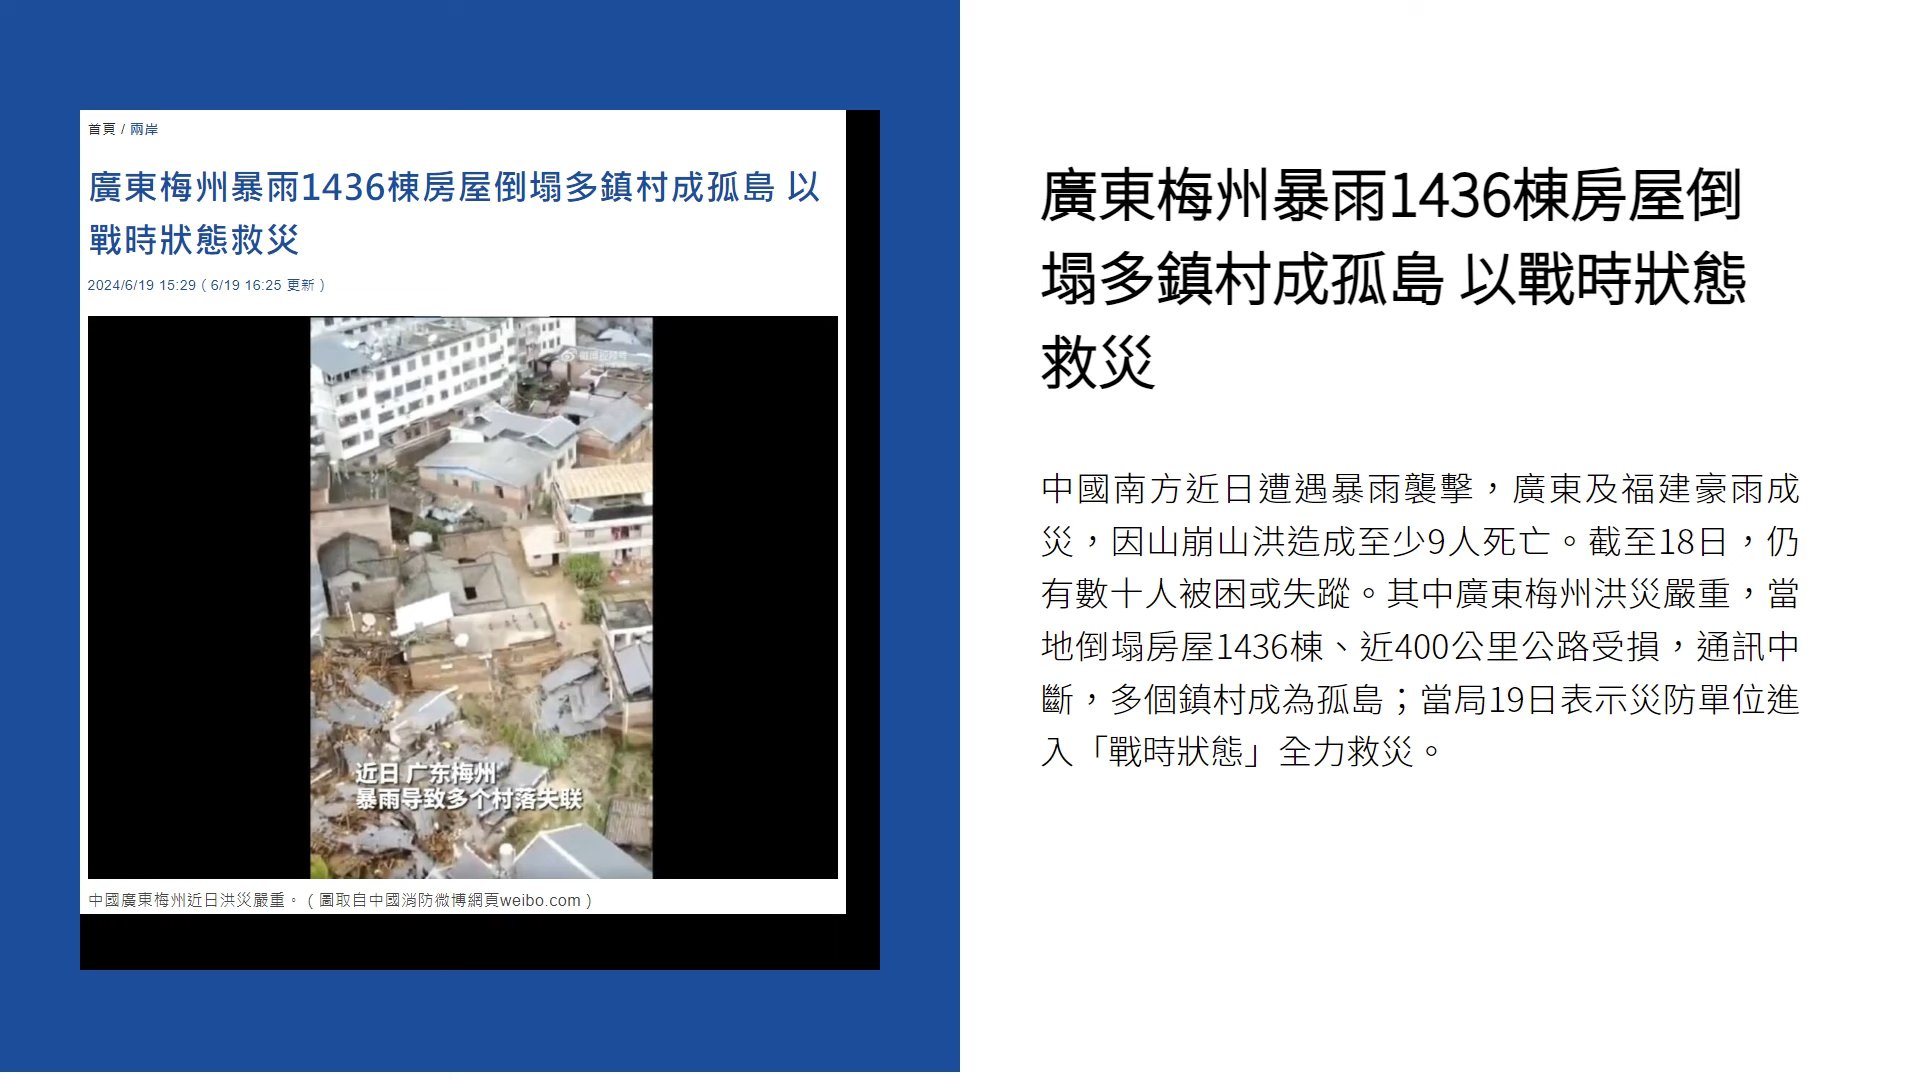 首頁 / 兩岸
廣東梅州暴雨1436棟房屋倒塌多鎮村成孤島 以
戰時狀態救災
2024/6/19 15:29（6/19 16:25 更新）
近日 广东梅州
暴雨导致多个村落失联
中國廣東梅州近日洪災嚴重。（圖取自中國消防微博網頁weibo.com）
廣東梅州暴雨1436棟房屋倒
塌多鎮村成孤島 以戰時狀態
救災
中國南方近日遭遇暴雨襲擊，廣東及福建豪雨成
災，因山崩山洪造成至少9人死亡。截至18日，仍
有數十人被困或失蹤。其中廣東梅州洪災嚴重，當
地倒塌房屋1436棟、近400公里公路受損，通訊中
斷，多個鎮村成為孤島；當局19日表示災防單位進
入「戰時狀態」全力救災。